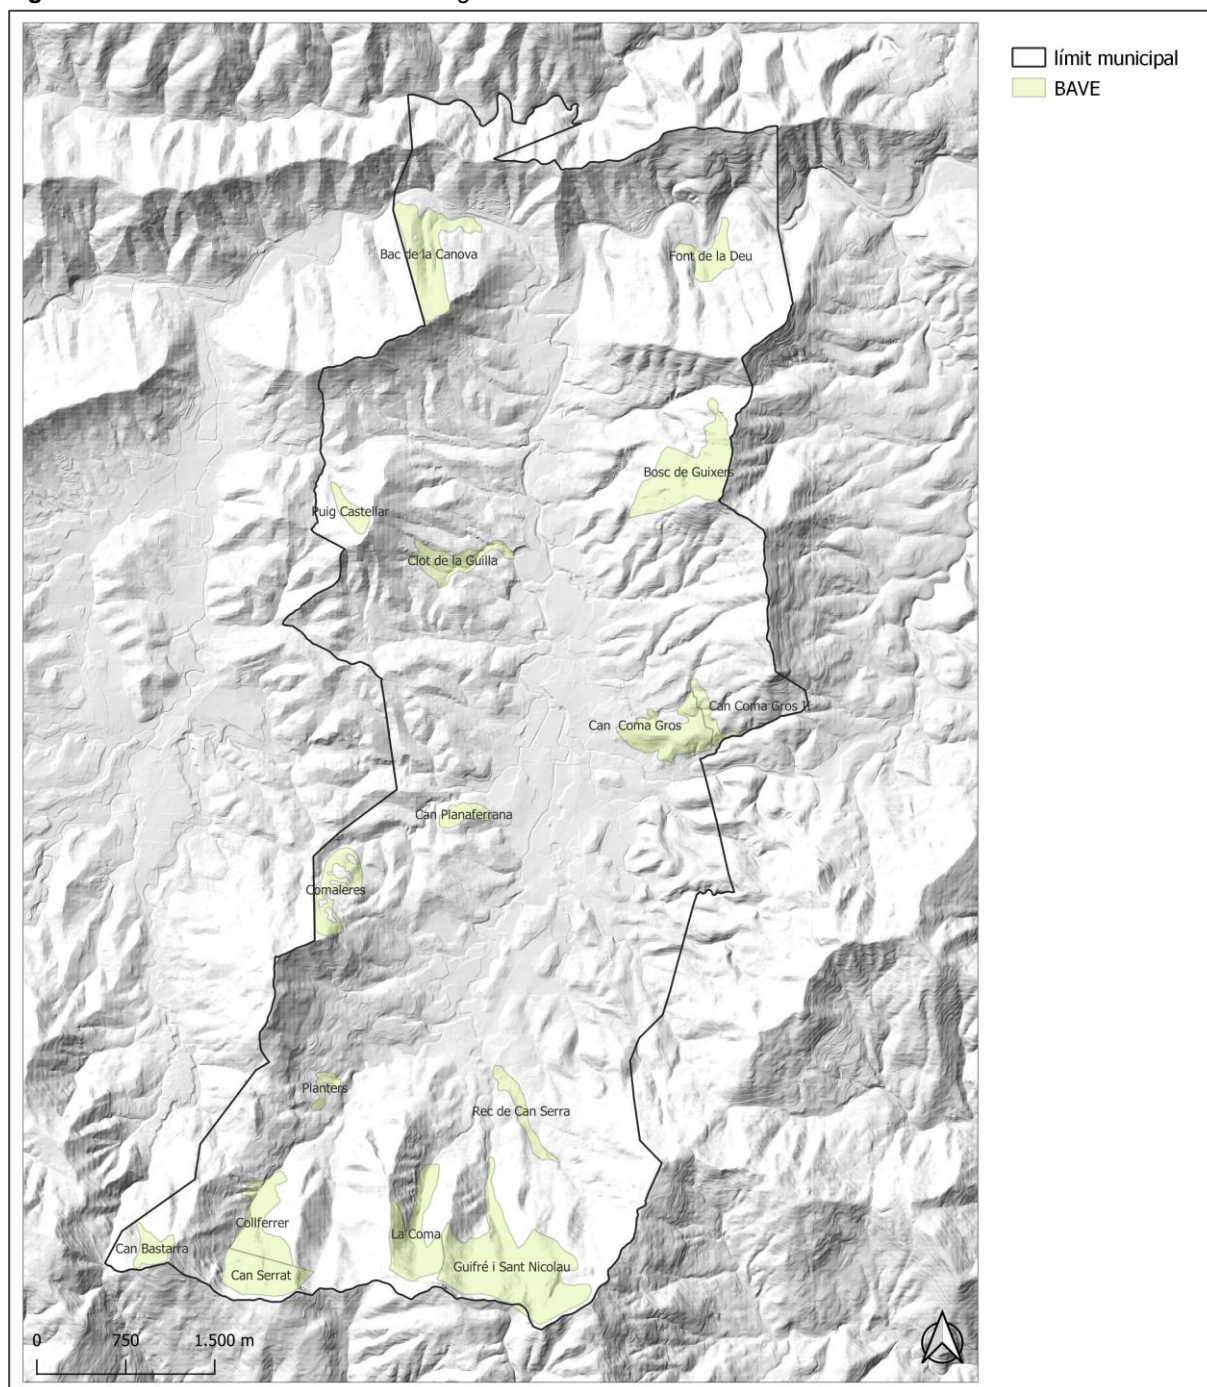 límit municipal
BAVE
Bac de la Canova
Font de la Deu
Bosc de Guixers
Puig Castellar
Clot de la Guilla
Can Coma Gros
Can Coma Gros II
Can Planaferrana
Comaleres
Planters
Rec de Can Serra
Collferrer
La Coma
Can Bastarra
Can Serrat
Guifré i Sant Nicolau
0 750 1.500 m